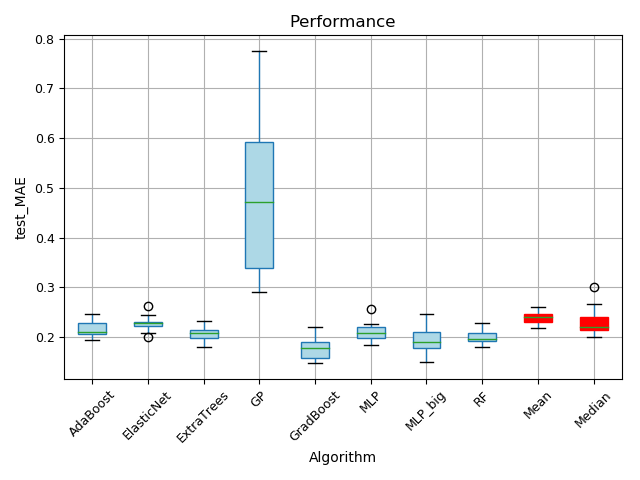 Performance
0.8
0.7
0.6
0.5
0.4
0.3
0.2
test_MAE
AdaBoost
ElasticNet
ExtraTrees
GP
GradBoost
MLP
MLP_big
RF
Mean
Median
Algorithm